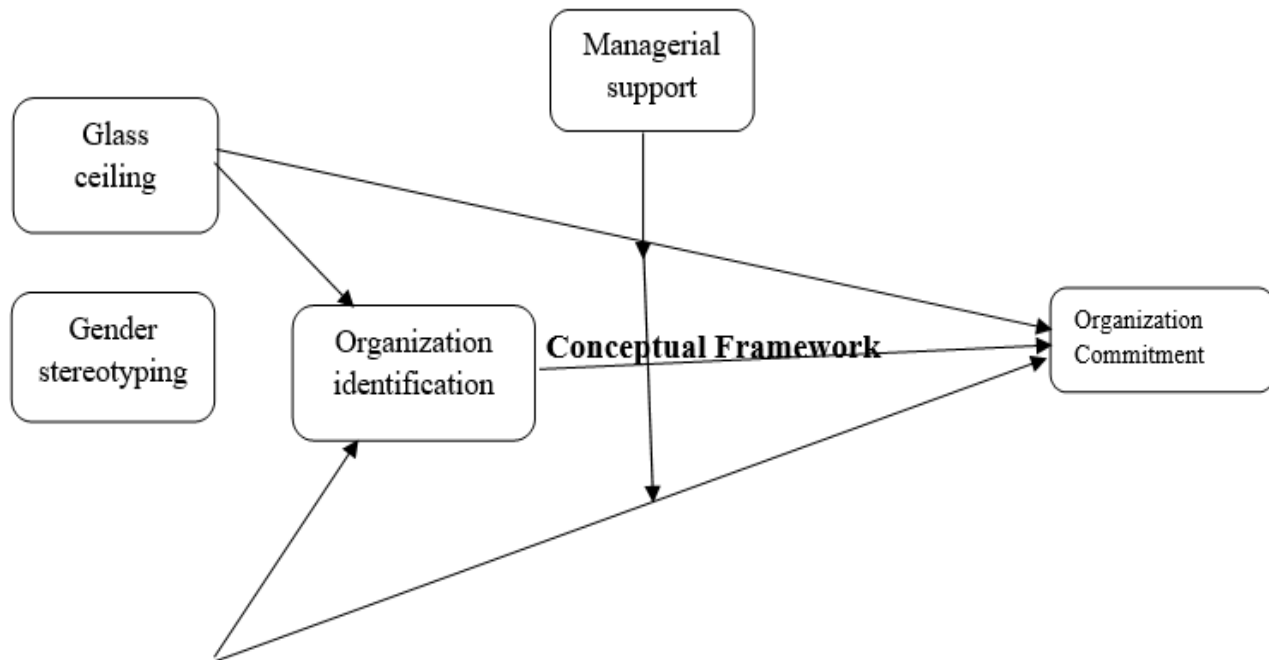 Managerial
support
Glass
ceiling
Gender
stereotyping
Organization
identification
Conceptual Framework
Organization
Commitment